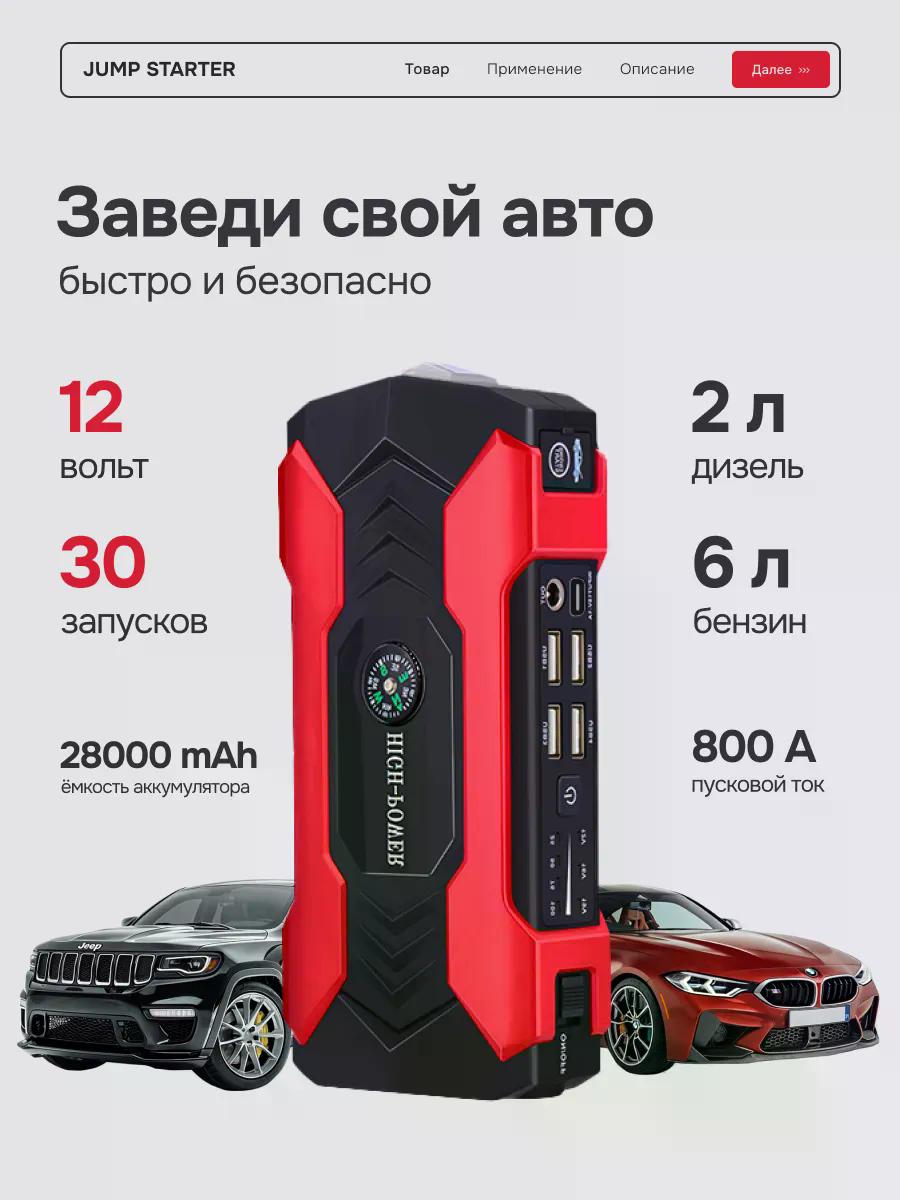 JUMP STARTER
Товар
Применение
Описание
Далее ›››
Заведи свой авто
быстро и безопасно
12
вольт
2 л
дизель
30
запусков
6 л
бензин
28000 mAh
ёмкость аккумулятора
800 А
пусковой ток
HIGH-POWER
Jeep